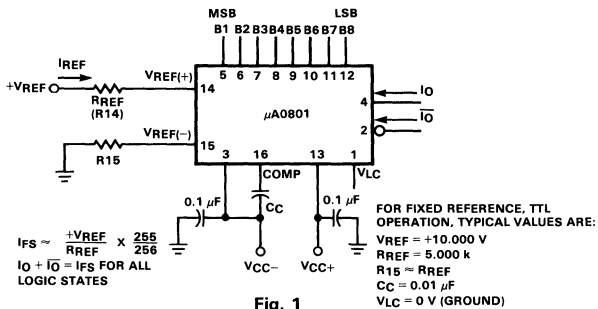 MSB LSB
B1 B2 B3 B4 B5 B6 B7 B8
5 6 7 8 9 10 11 12
IREF
+VREF
RREF
(R14)
VREF(+)
14
μA0801
4
IO
2
IO
VREF(−)
15
R15
3 16 13 1
COMP
VLC
0.1 μF
CC
0.1 μF
VCC−
VCC+
IFS ≈ +VREF / RREF X 255 / 256
IO + IO = IFS FOR ALL
LOGIC STATES
FOR FIXED REFERENCE, TTL
OPERATION, TYPICAL VALUES ARE:
VREF = +10.000 V
RREF = 5.000 k
R15 ≈ RREF
CC = 0.01 μF
VLC = 0 V (GROUND)
Fig. 1